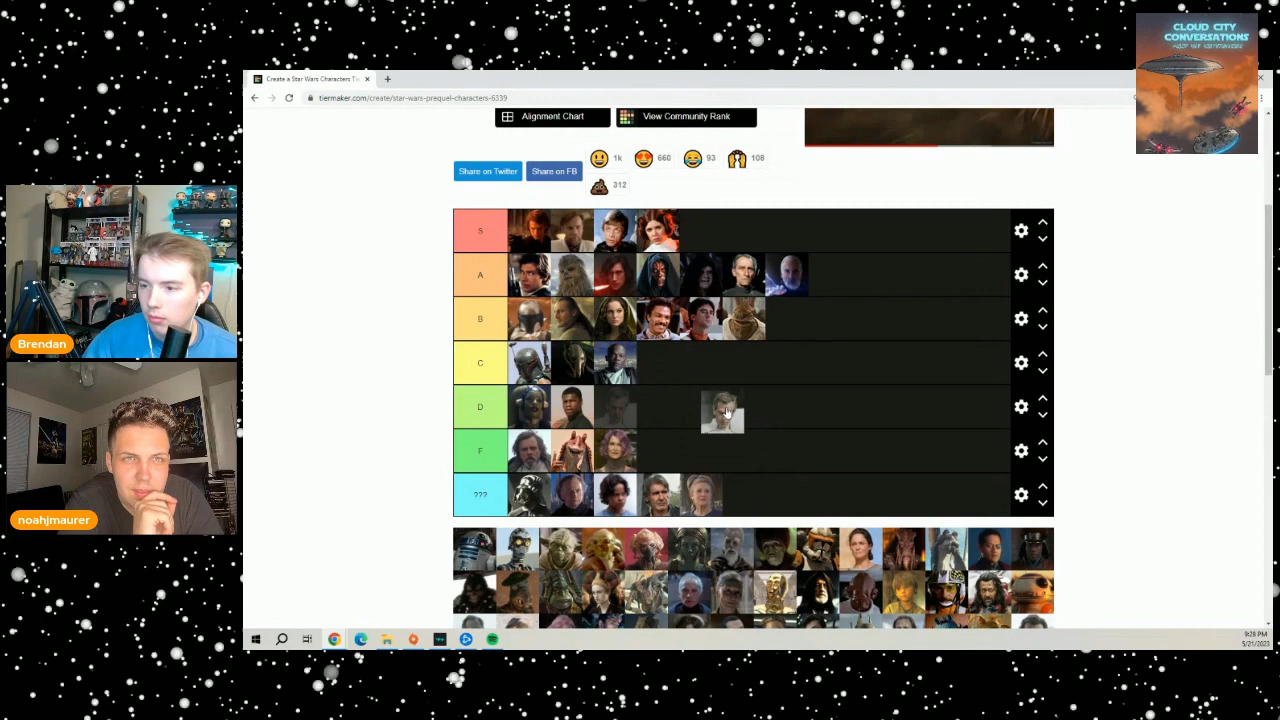 CLOUD CITY
CONVERSATIONS
Create a Star Wars Characters Tie
tiermaker.com/create/star-wars-prequel-characters-6339
Alignment Chart
View Community Rank
1k
660
93
108
Share on Twitter
Share on FB
312
S
A
B
C
D
F
???
Brendan
noahjmaurer
9:28 PM
5/21/2023